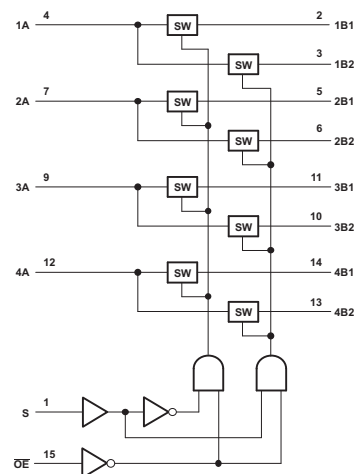 4 2
1A SW 1B1
3
SW 1B2
7 5
2A SW 2B1
6
SW 2B2
9 11
3A SW 3B1
10
SW 3B2
12 14
4A SW 4B1
13
SW 4B2
1
S
15
OE